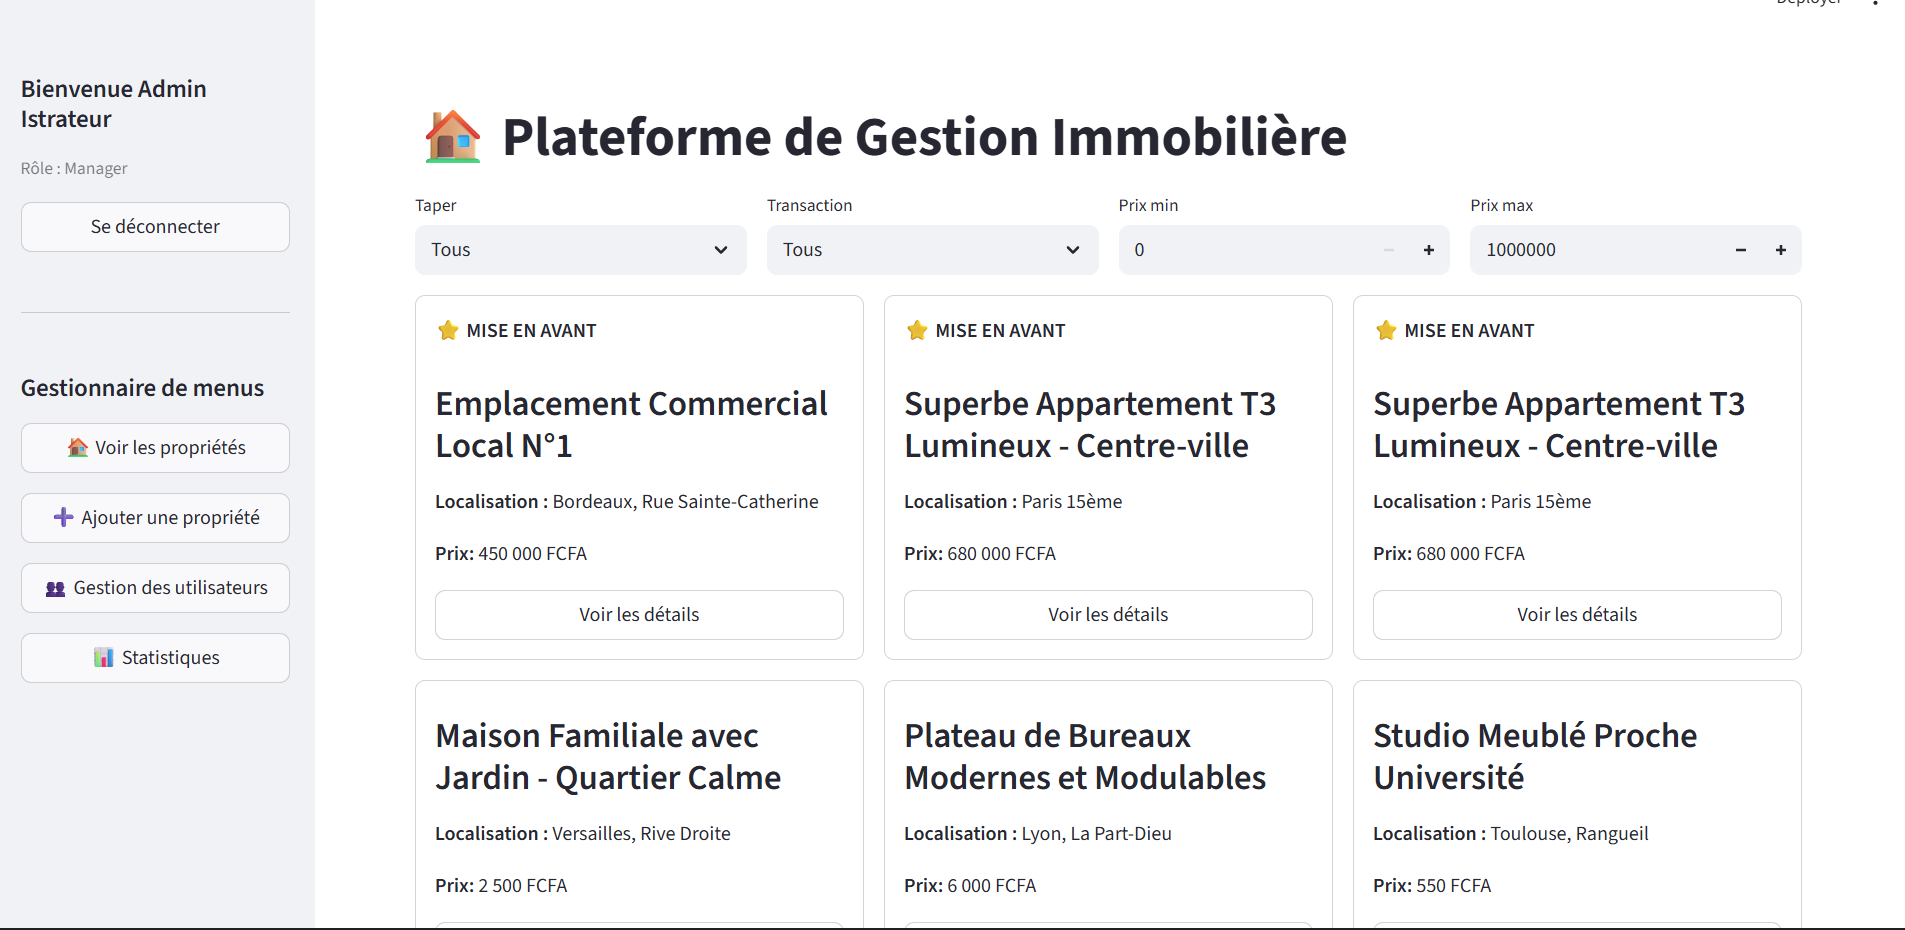 Déployer
Bienvenue Admin
Istrateur
Rôle : Manager
Se déconnecter
Gestionnaire de menus
Voir les propriétés
Ajouter une propriété
Gestion des utilisateurs
Statistiques
Plateforme de Gestion Immobilière
Taper
Transaction
Prix min
Prix max
Tous
Tous
0
1000000
MISE EN AVANT
Emplacement Commercial
Local N°1
Localisation : Bordeaux, Rue Sainte-Catherine
Prix: 450 000 FCFA
Voir les détails
MISE EN AVANT
Superbe Appartement T3
Lumineux - Centre-ville
Localisation : Paris 15ème
Prix: 680 000 FCFA
Voir les détails
MISE EN AVANT
Superbe Appartement T3
Lumineux - Centre-ville
Localisation : Paris 15ème
Prix: 680 000 FCFA
Voir les détails
Maison Familiale avec
Jardin - Quartier Calme
Localisation : Versailles, Rive Droite
Prix: 2 500 FCFA
Plateau de Bureaux
Modernes et Modulables
Localisation : Lyon, La Part-Dieu
Prix: 6 000 FCFA
Studio Meublé Proche
Université
Localisation : Toulouse, Rangueil
Prix: 550 FCFA